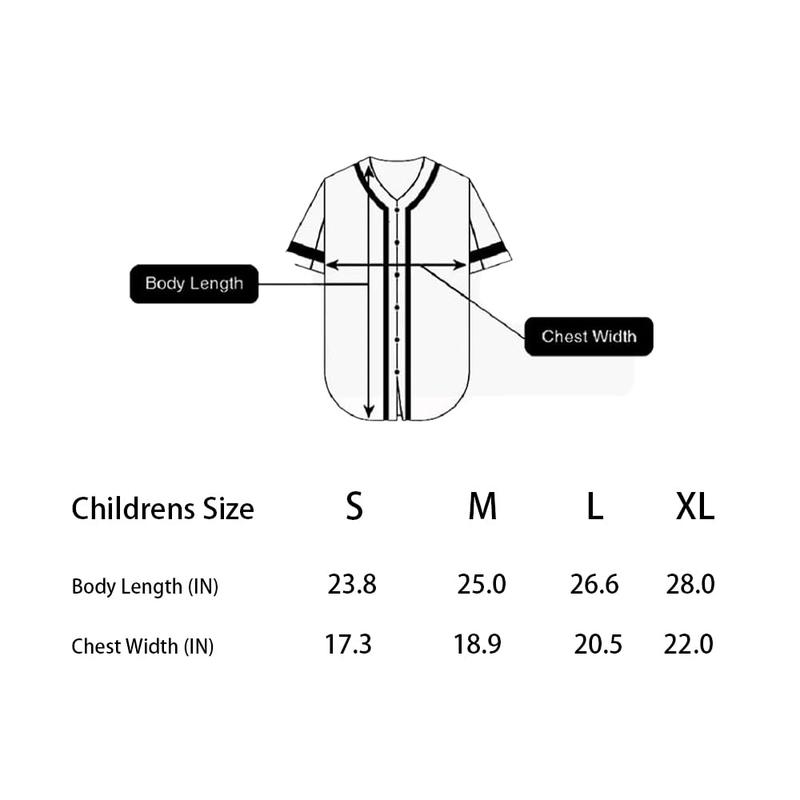 Body Length
Chest Width
Childrens Size S M L XL
Body Length (IN) 23.8 25.0 26.6 28.0
Chest Width (IN) 17.3 18.9 20.5 22.0